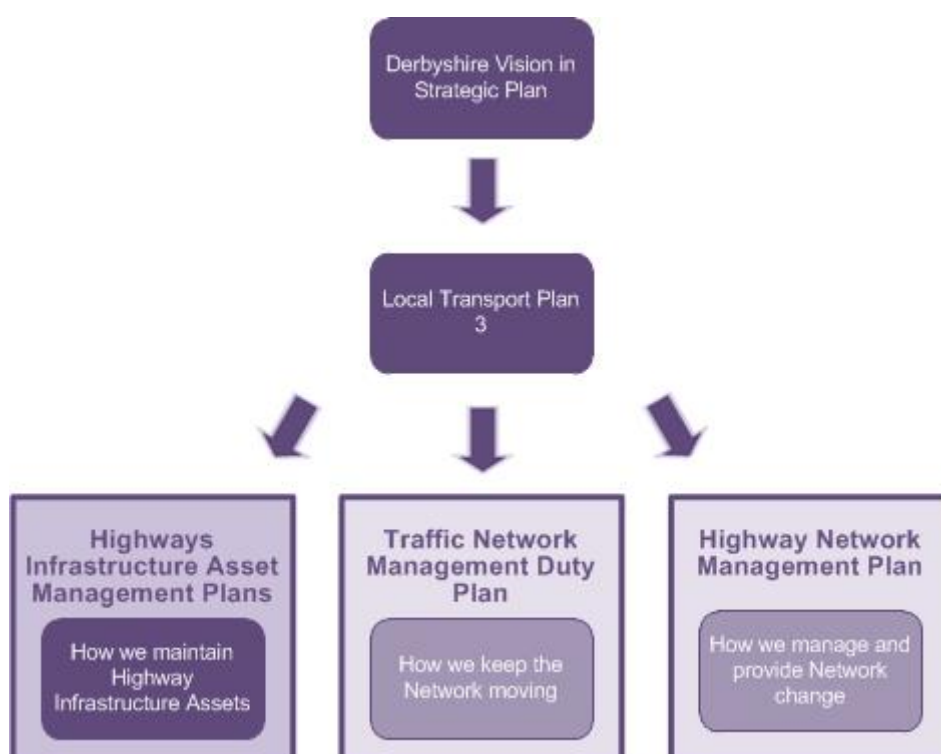 Derbyshire Vision in
Strategic Plan
Local Transport Plan
3
Highways
Infrastructure Asset
Management Plans
How we maintain
Highway
Infrastructure Assets
Traffic Network
Management Duty
Plan
How we keep the
Network moving
Highway Network
Management Plan
How we manage and
provide Network
change